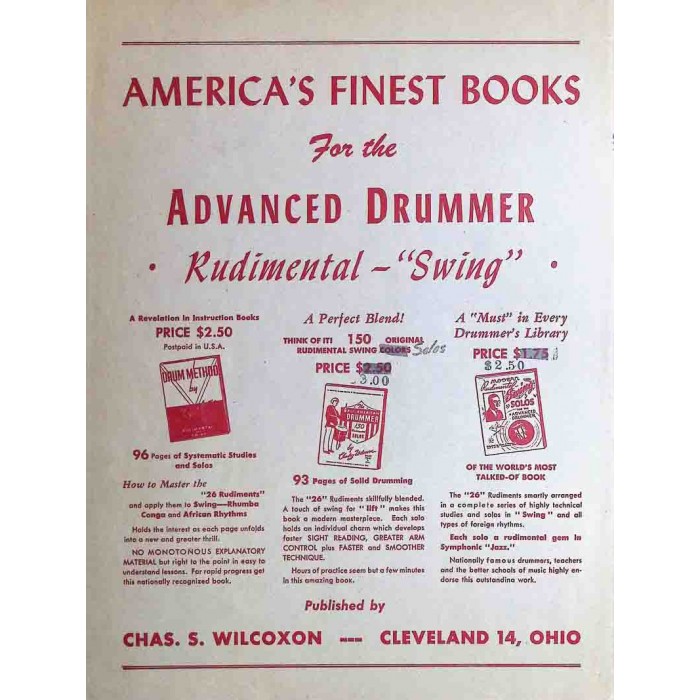 AMERICA'S FINEST BOOKS
For the
ADVANCED DRUMMER
· Rudimental – "Swing" ·
A Revelation in Instruction Books
PRICE $2.50
Postpaid in U.S.A.
DRUM METHOD
by
96 Pages of Systematic Studies
and Solos
How to Master the
"26 Rudiments"
and apply them to Swing—Rhumba
Conga and African Rhythms
Holds the interest as each page unfolds
into a new and greater thrill.
NO MONOTONOUS EXPLANATORY
MATERIAL but right to the point in easy to
understand lessons. For rapid progress get
this nationally recognized book.
A Perfect Blend!
THINK OF IT! 150 ORIGINAL
RUDIMENTAL SWING COLORS Solos
PRICE $2.50
3.00
DRUMMER
150
SOLOS
93 Pages of Solid Drumming
The "26" Rudiments skillfully blended.
A touch of swing for "lift" makes this
book a modern masterpiece. Each solo
holds an individual charm which develops
faster SIGHT READING, GREATER ARM
CONTROL plus FASTER and SMOOTHER
TECHNIQUE.
Hours of practice seem but a few minutes
in this amazing book.
A "Must" in Every
Drummer's Library
PRICE $1.75
$2.50
MODERN
Rudimental
Swing
SOLOS
ADVANCED DRUMMER
OF THE WORLD'S MOST
TALKED-OF BOOK
The "26" Rudiments smartly arranged
in a complete series of highly technical
studies and solos in "Swing" and all
types of foreign rhythms.
Each solo a rudimental gem in
Symphonic "Jazz."
Nationally famous drummers, teachers
and the better schools of music highly en-
dorse this outstanding work.
Published by
CHAS. S. WILCOXON --- CLEVELAND 14, OHIO